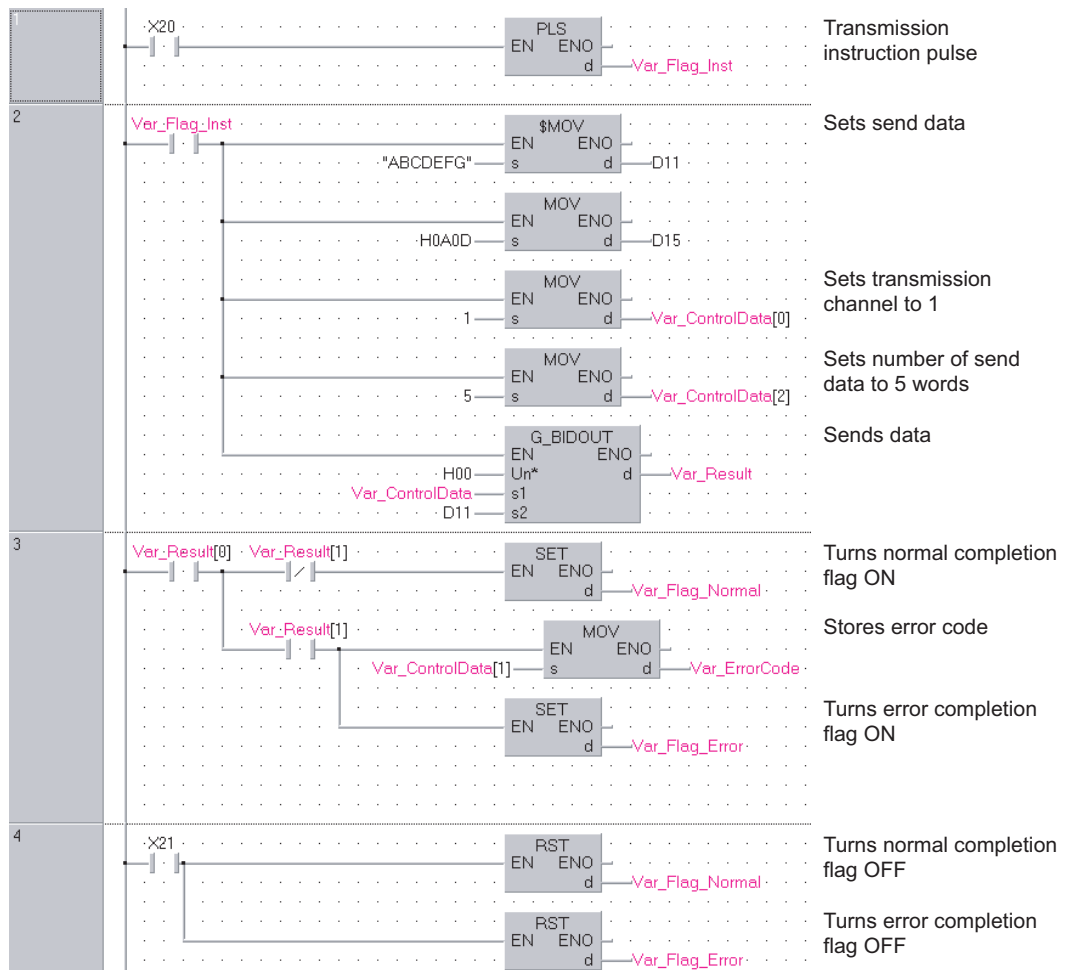 1
X20
PLS
EN ENO
d Var_Flag_Inst
Transmission
instruction pulse
2
Var_Flag_Inst
$MOV
EN ENO
"ABCDEFG" s d D11
Sets send data
MOV
EN ENO
H0A0D s d D15
MOV
EN ENO
1 s d Var_ControlData[0]
Sets transmission
channel to 1
MOV
EN ENO
5 s d Var_ControlData[2]
Sets number of send
data to 5 words
G_BIDOUT
EN ENO
H00 Un* d Var_Result
Var_ControlData s1
D11 s2
Sends data
3
Var_Result[0] Var_Result[1]
SET
EN ENO
d Var_Flag_Normal
Turns normal completion
flag ON
Var_Result[1]
MOV
EN ENO
Var_ControlData[1] s d Var_ErrorCode
Stores error code
SET
EN ENO
d Var_Flag_Error
Turns error completion
flag ON
4
X21
RST
EN ENO
d Var_Flag_Normal
Turns normal completion
flag OFF
RST
EN ENO
d Var_Flag_Error
Turns error completion
flag OFF